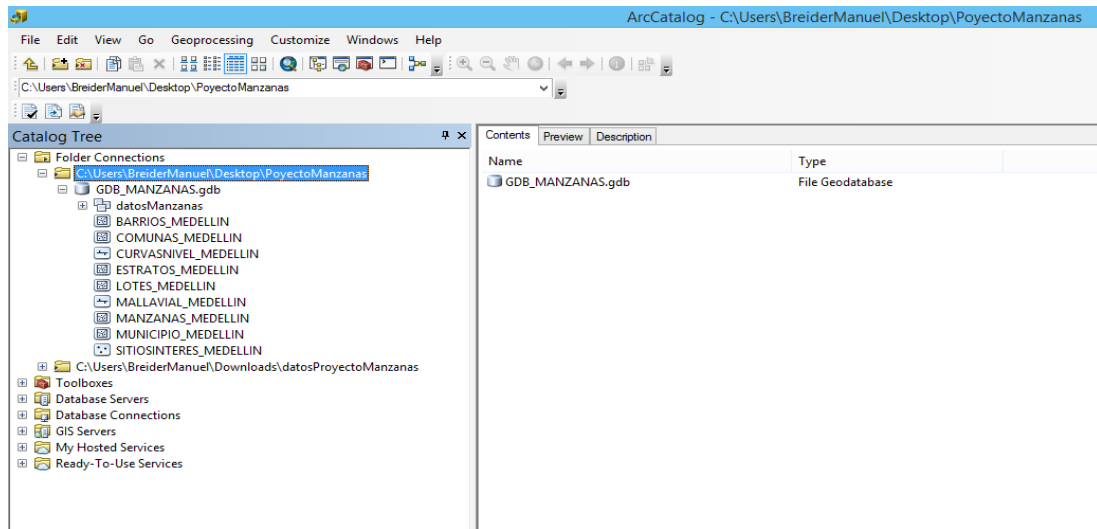 ArcCatalog - C:\Users\BreiderManuel\Desktop\PoyectoManzanas
File Edit View Go Geoprocessing Customize Windows Help
C:\Users\BreiderManuel\Desktop\PoyectoManzanas
Catalog Tree
Folder Connections
C:\Users\BreiderManuel\Desktop\PoyectoManzanas
GDB_MANZANAS.gdb
datosManzanas
BARRIOS_MEDELLIN
COMUNAS_MEDELLIN
CURVASNIVEL_MEDELLIN
ESTRATOS_MEDELLIN
LOTES_MEDELLIN
MALLAVIAL_MEDELLIN
MANZANAS_MEDELLIN
MUNICIPIO_MEDELLIN
SITIOSINTERES_MEDELLIN
C:\Users\BreiderManuel\Downloads\datosProyectoManzanas
Toolboxes
Database Servers
Database Connections
GIS Servers
My Hosted Services
Ready-To-Use Services
Contents Preview Description
Name Type
GDB_MANZANAS.gdb File Geodatabase